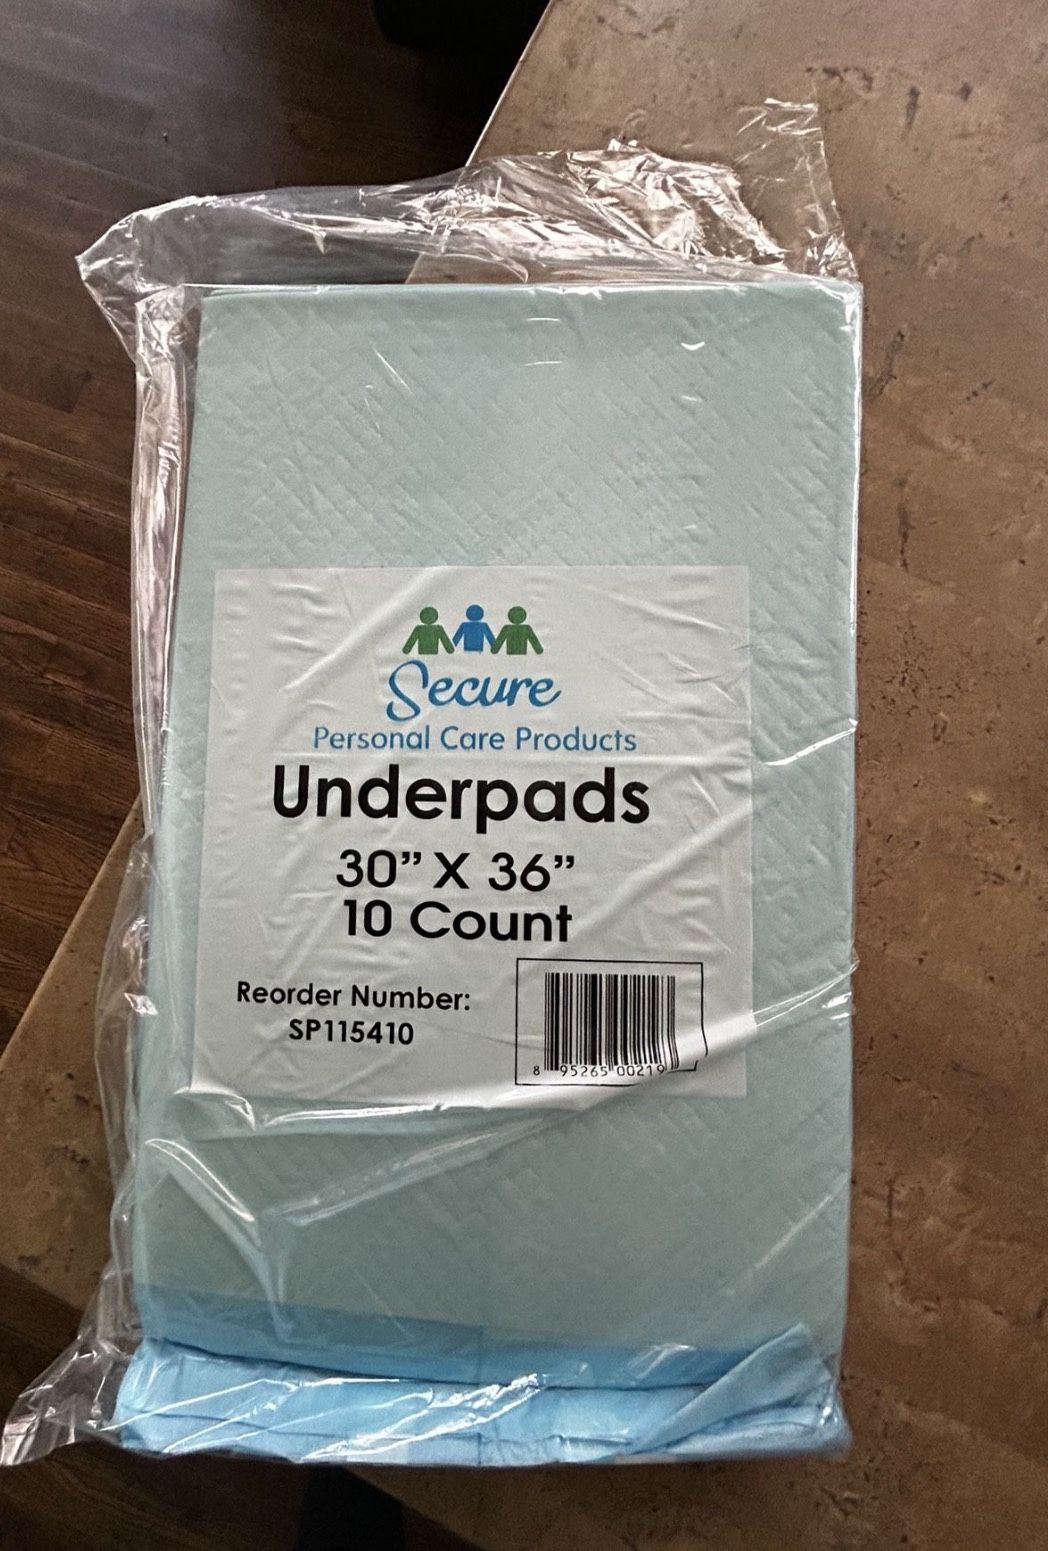 Secure
Personal Care Products
Underpads
30” X 36”
10 Count
Reorder Number:
SP115410
8 95265 00219